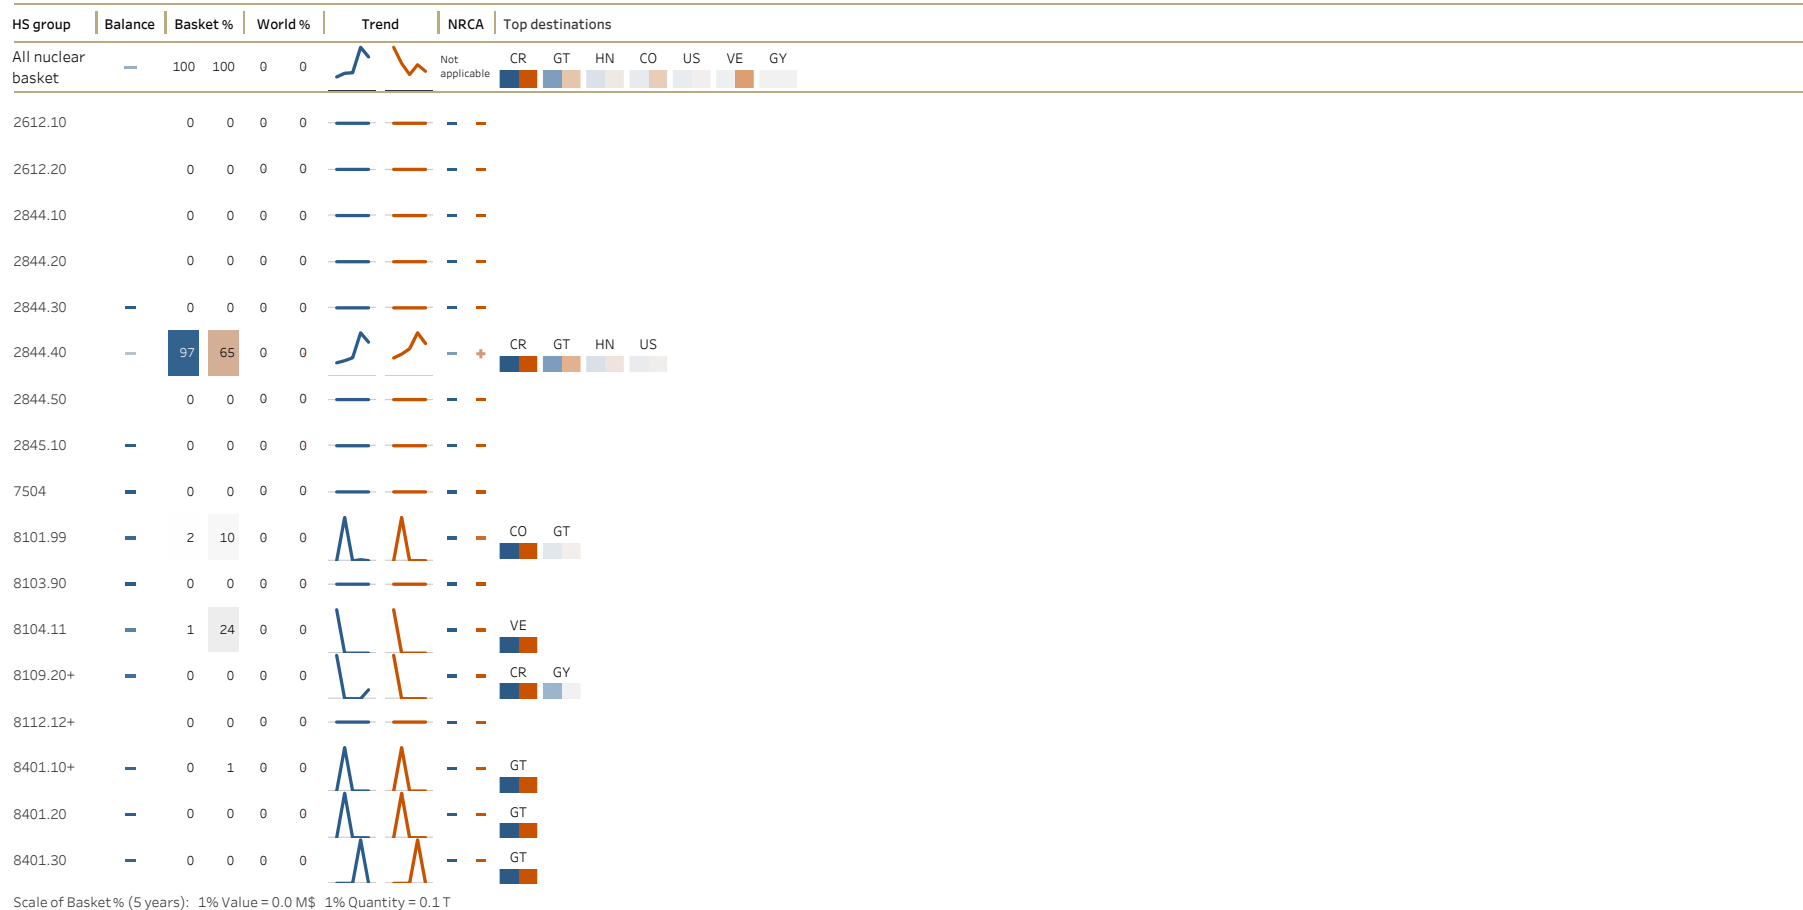 HS group Balance Basket % World % Trend NRCA Top destinations
All nuclear basket 100 100 0 0 Not applicable CR GT HN CO US VE GY
2612.10 0 0 0 0
2612.20 0 0 0 0
2844.10 0 0 0 0
2844.20 0 0 0 0
2844.30 0 0 0 0
2844.40 97 65 0 0 CR GT HN US
2844.50 0 0 0 0
2845.10 0 0 0 0
7504 0 0 0 0
8101.99 2 10 0 0 CO GT
8103.90 0 0 0 0
8104.11 1 24 0 0 VE
8109.20+ 0 0 0 0 CR GY
8112.12+ 0 0 0 0
8401.10+ 0 1 0 0 GT
8401.20 0 0 0 0 GT
8401.30 0 0 0 0 GT
Scale of Basket% (5 years): 1% Value = 0.0 M$ 1% Quantity = 0.1 T